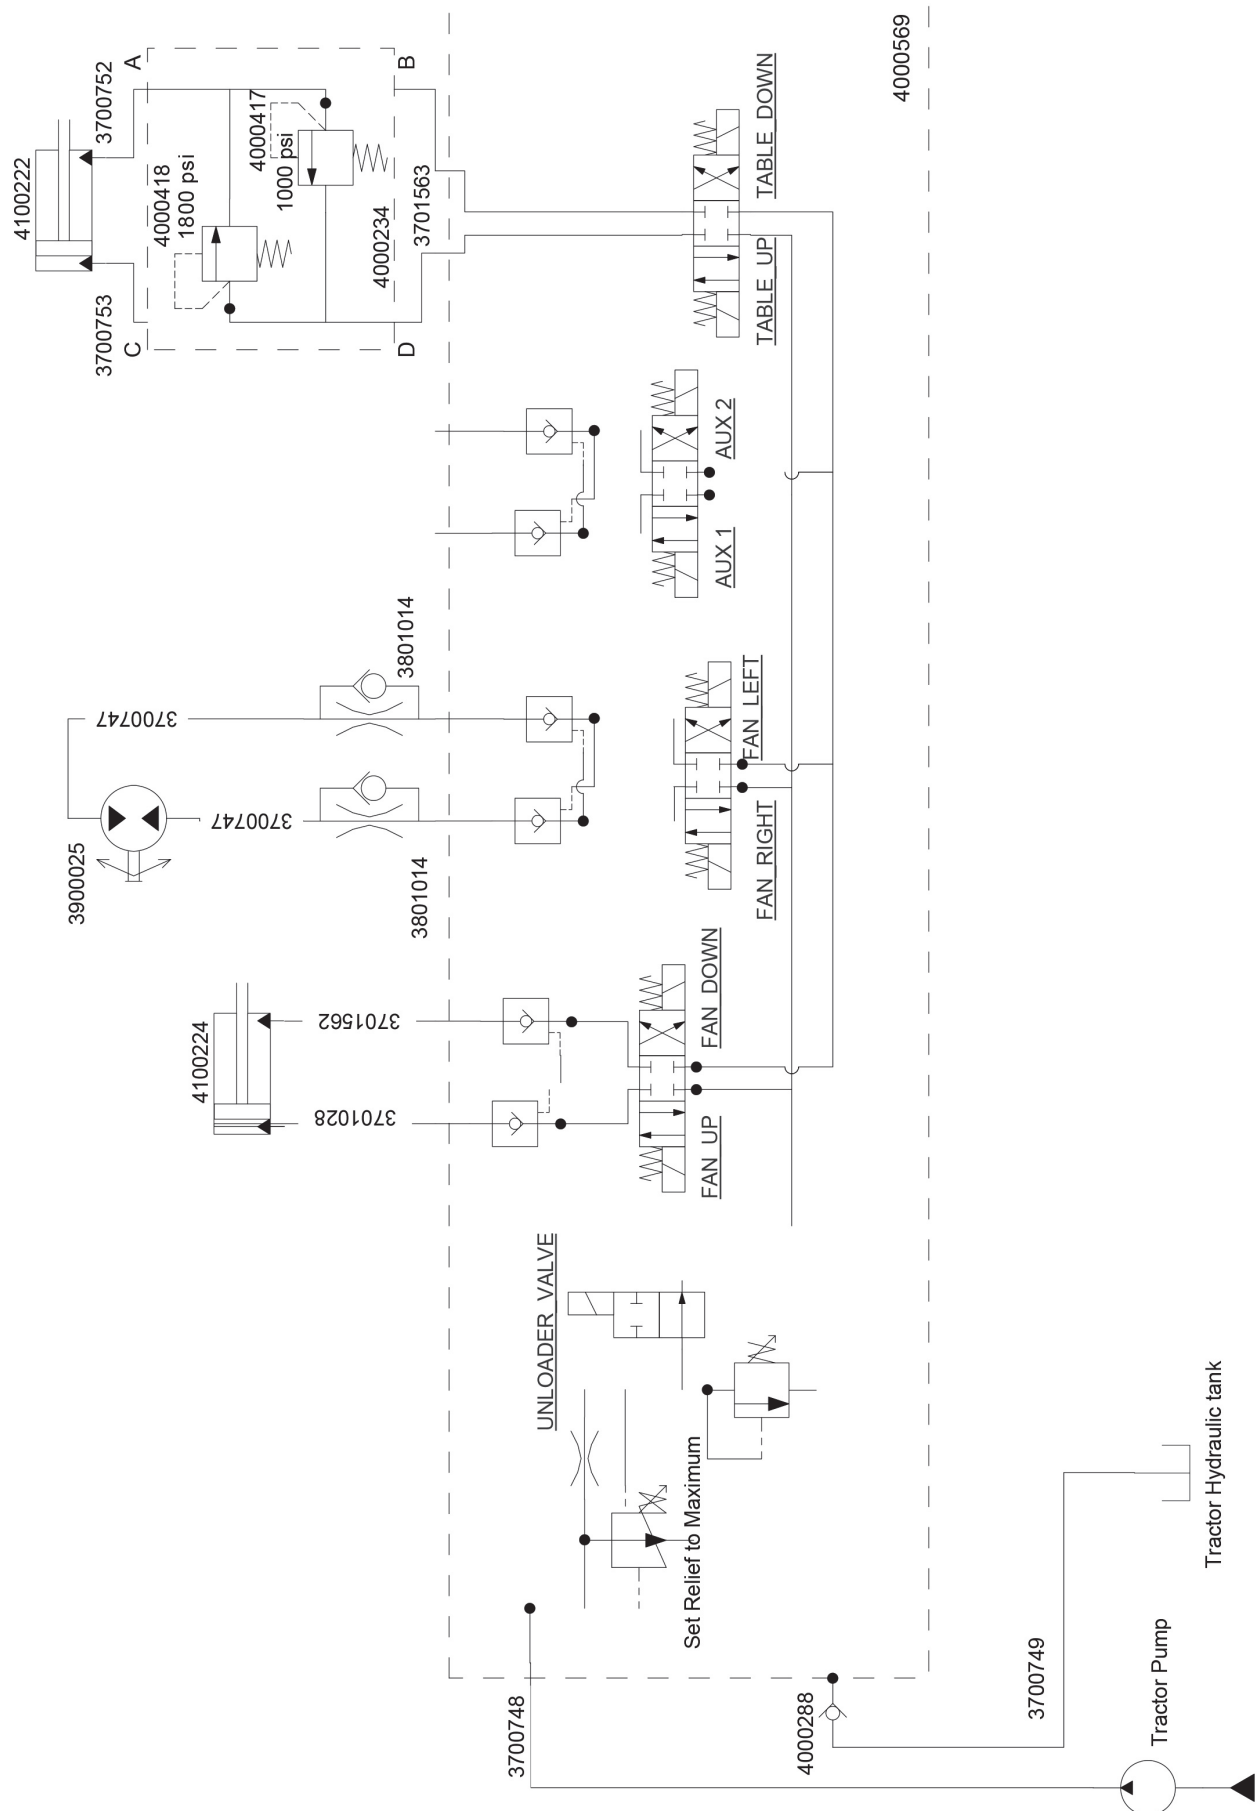 4100222
3700752
3700753
A
B
C
D
4000418
1800 psi
4000417
1000 psi
4000234
3701563
4000569
TABLE DOWN
TABLE UP
AUX 2
AUX 1
3700747
3700747
3900025
3801014
3801014
FAN LEFT
FAN RIGHT
4100224
3701562
3701028
FAN DOWN
FAN UP
UNLOADER VALVE
Set Relief to Maximum
3700748
4000288
3700749
Tractor Pump
Tractor Hydraulic tank